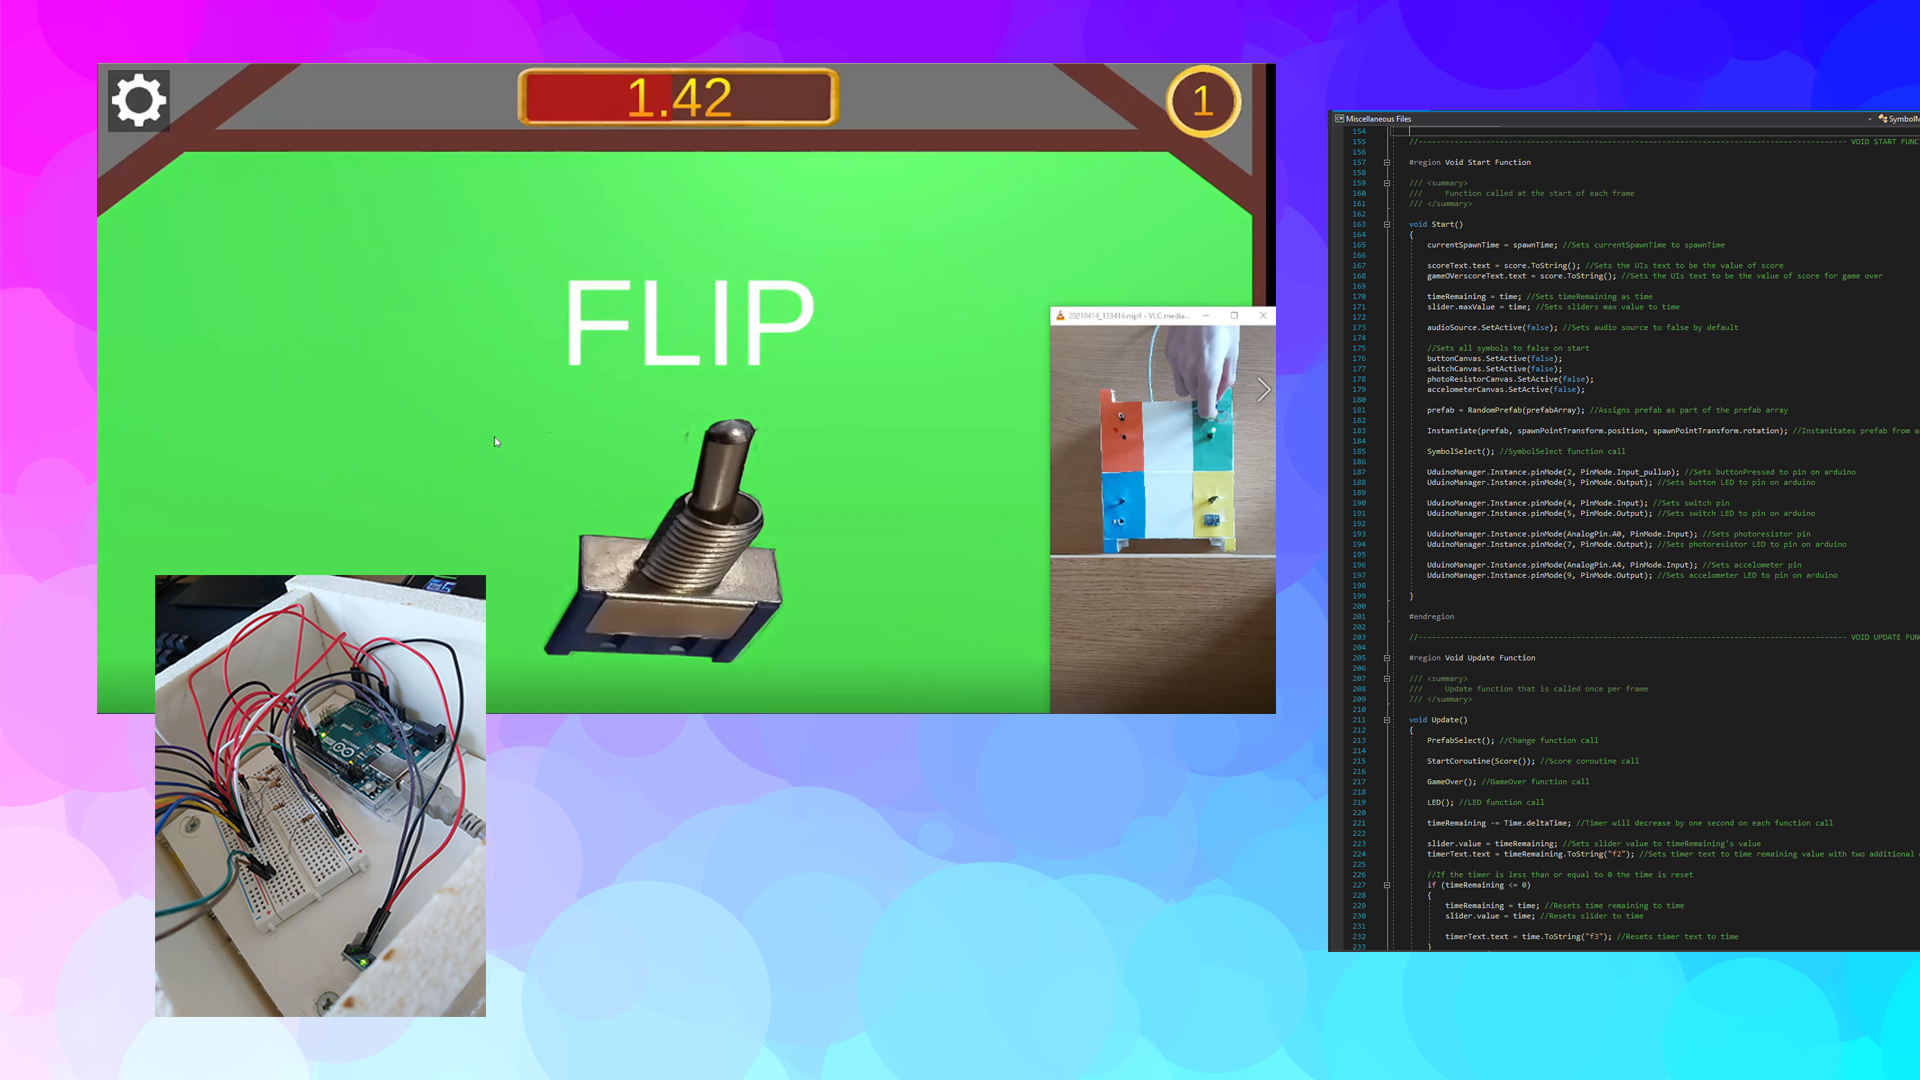 1.42
1
FLIP
20210414_133416.mp4 - VLC media...
Miscellaneous Files
154
155 //---- VOID START FUNC
156
157 #region Void Start Function
158
159 /// <summary>
160 /// Function called at the start of each frame
161 /// </summary>
162
163 void Start()
164 {
165 currentSpawnTime = spawnTime; //Sets currentSpawnTime to spawnTime
166
167 scoreText.text = score.ToString(); //Sets the UIs text to be the value of score
168 gameOVerscoreText.text = score.ToString(); //Sets the UIs text to be the value of score for game over
169
170 timeRemaining = time; //Sets timeRemaining as time
171 slider.maxValue = time; //Sets sliders max value to time
172
173 audioSource.SetActive(false); //Sets audio source to false by default
174
175 //Sets all symbols to false on start
176 buttonCanvas.SetActive(false);
177 switchCanvas.SetActive(false);
178 photoResistorCanvas.SetActive(false);
179 accelometerCanvas.SetActive(false);
180
181 prefab = RandomPrefab(prefabArray); //Assigns prefab as part of the prefab array
182
183 Instantiate(prefab, spawnPointTransform.position, spawnPointTransform.rotation); //Instanitates prefab from a
184
185 SymbolSelect(); //SymbolSelect function call
186
187 UduinoManager.Instance.pinMode(2, PinMode.Input_pullup); //Sets buttonPressed to pin on arduino
188 UduinoManager.Instance.pinMode(3, PinMode.Output); //Sets button LED to pin on arduino
189
190 UduinoManager.Instance.pinMode(4, PinMode.Input); //Sets switch pin
191 UduinoManager.Instance.pinMode(5, PinMode.Output); //Sets switch LED to pin on arduino
192
193 UduinoManager.Instance.pinMode(AnalogPin.A0, PinMode.Input); //Sets photoresistor pin
194 UduinoManager.Instance.pinMode(7, PinMode.Output); //Sets photoresistor LED to pin on arduino
195
196 UduinoManager.Instance.pinMode(AnalogPin.A4, PinMode.Input); //Sets accelometer pin
197 UduinoManager.Instance.pinMode(9, PinMode.Output); //Sets accelometer LED to pin on arduino
198
199 }
200
201 #endregion
202
203 //---- VOID UPDATE FUN
204
205 #region Void Update Function
206
207 /// <summary>
208 /// Update function that is called once per frame
209 /// </summary>
210
211 void Update()
212 {
213 PrefabSelect(); //Change function call
214
215 StartCoroutine(Score()); //Score coroutine call
216
217 GameOver(); //GameOver function call
218
219 LED(); //LED function call
220
221 timeRemaining -= Time.deltaTime; //Timer will decrease by one second on each function call
222
223 slider.value = timeRemaining; //Sets slider value to timeRemaining's value
224 timerText.text = timeRemaining.ToString("f2"); //Sets timer text to time remaining value with two additional
225
226 //If the timer is less than or equal to 0 the time is reset
227 if (timeRemaining <= 0)
228 {
229 timeRemaining = time; //Resets time remaining to time
230 slider.value = time; //Resets slider to time
231
232 timerText.text = time.ToString("f3"); //Resets timer text to time
233 }